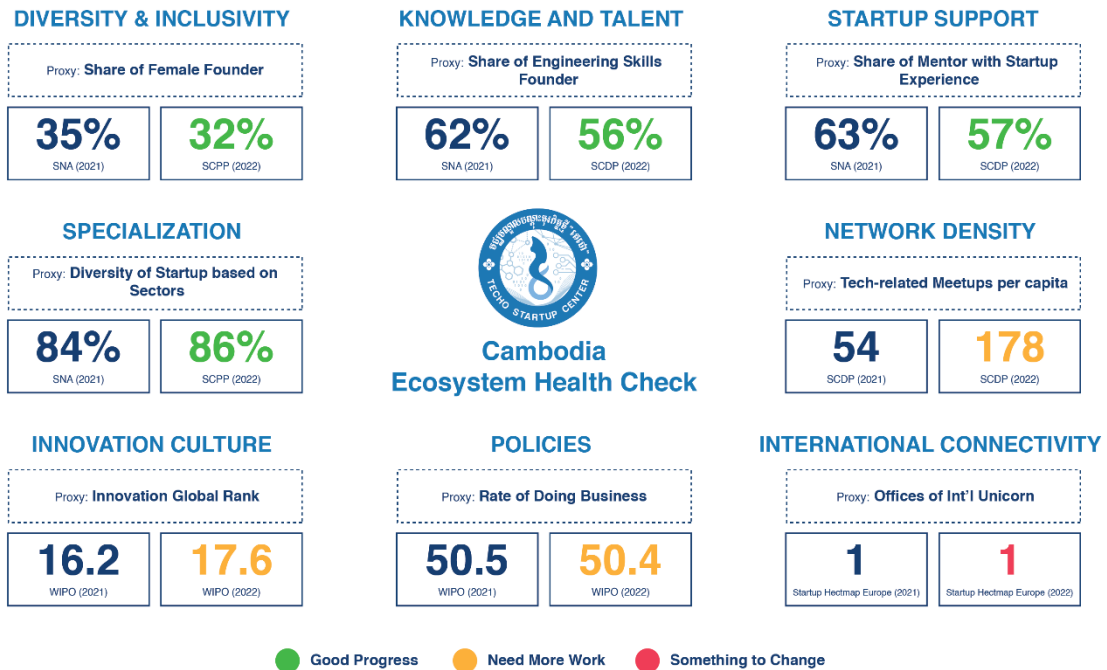 DIVERSITY & INCLUSIVITY
Proxy: Share of Female Founder
35%
SNA (2021)
32%
SCPP (2022)
KNOWLEDGE AND TALENT
Proxy: Share of Engineering Skills
Founder
62%
SNA (2021)
56%
SCDP (2022)
STARTUP SUPPORT
Proxy: Share of Mentor with Startup
Experience
63%
SNA (2021)
57%
SCDP (2022)
SPECIALIZATION
Proxy: Diversity of Startup based on
Sectors
84%
SNA (2021)
86%
SCPP (2022)
TECHO STARTUP CENTER
Cambodia
Ecosystem Health Check
NETWORK DENSITY
Proxy: Tech-related Meetups per capita
54
SCDP (2021)
178
SCDP (2022)
INNOVATION CULTURE
Proxy: Innovation Global Rank
16.2
WIPO (2021)
17.6
WIPO (2022)
POLICIES
Proxy: Rate of Doing Business
50.5
WIPO (2021)
50.4
WIPO (2022)
INTERNATIONAL CONNECTIVITY
Proxy: Offices of Int'l Unicorn
1
Startup Hectmap Europe (2021)
1
Startup Hectmap Europe (2022)
Good Progress
Need More Work
Something to Change